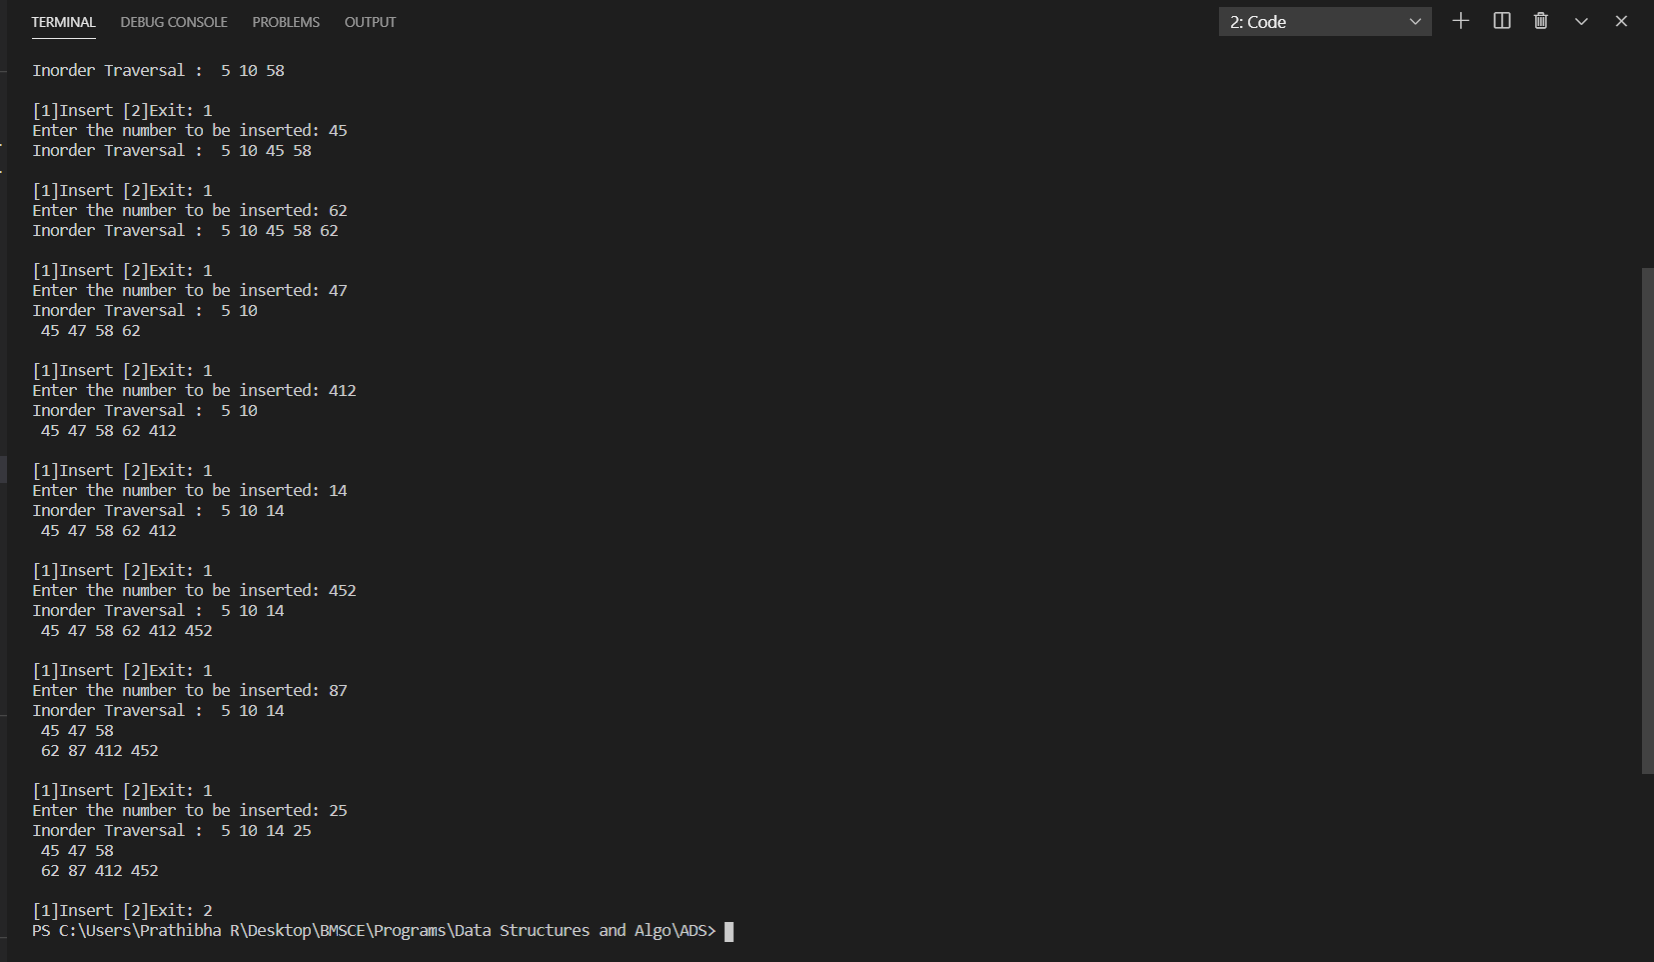 TERMINAL DEBUG CONSOLE PROBLEMS OUTPUT 2: Code
Inorder Traversal :  5 10 58
[1]Insert [2]Exit: 1
Enter the number to be inserted: 45
Inorder Traversal :  5 10 45 58
[1]Insert [2]Exit: 1
Enter the number to be inserted: 62
Inorder Traversal :  5 10 45 58 62
[1]Insert [2]Exit: 1
Enter the number to be inserted: 47
Inorder Traversal :  5 10
 45 47 58 62
[1]Insert [2]Exit: 1
Enter the number to be inserted: 412
Inorder Traversal :  5 10
 45 47 58 62 412
[1]Insert [2]Exit: 1
Enter the number to be inserted: 14
Inorder Traversal :  5 10 14
 45 47 58 62 412
[1]Insert [2]Exit: 1
Enter the number to be inserted: 452
Inorder Traversal :  5 10 14
 45 47 58 62 412 452
[1]Insert [2]Exit: 1
Enter the number to be inserted: 87
Inorder Traversal :  5 10 14
 45 47 58
 62 87 412 452
[1]Insert [2]Exit: 1
Enter the number to be inserted: 25
Inorder Traversal :  5 10 14 25
 45 47 58
 62 87 412 452
[1]Insert [2]Exit: 2
PS C:\Users\Prathibha R\Desktop\BMSCE\Programs\Data Structures and Algo\ADS>